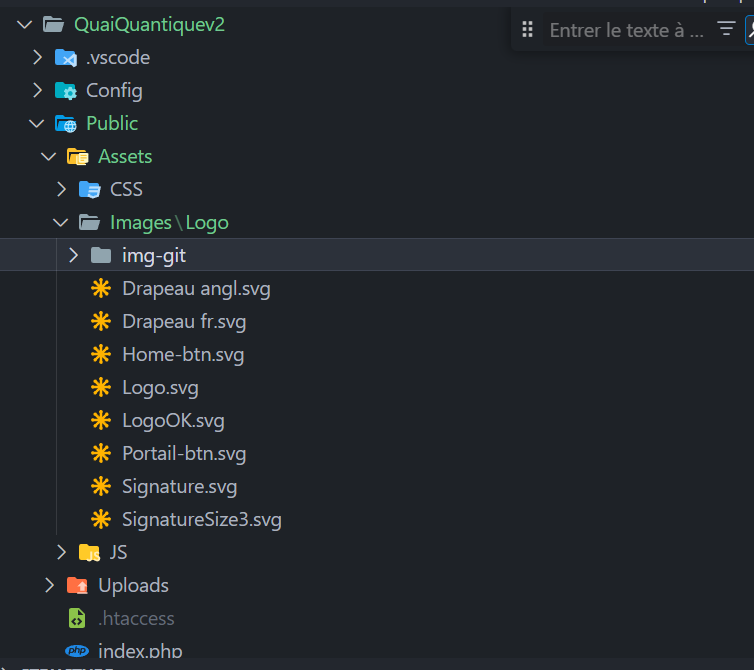 QuaiQuantiquev2
Entrer le texte à ...
.vscode
Config
Public
Assets
CSS
Images\Logo
img-git
Drapeau angl.svg
Drapeau fr.svg
Home-btn.svg
Logo.svg
LogoOK.svg
Portail-btn.svg
Signature.svg
SignatureSize3.svg
JS
Uploads
.htaccess
index.php